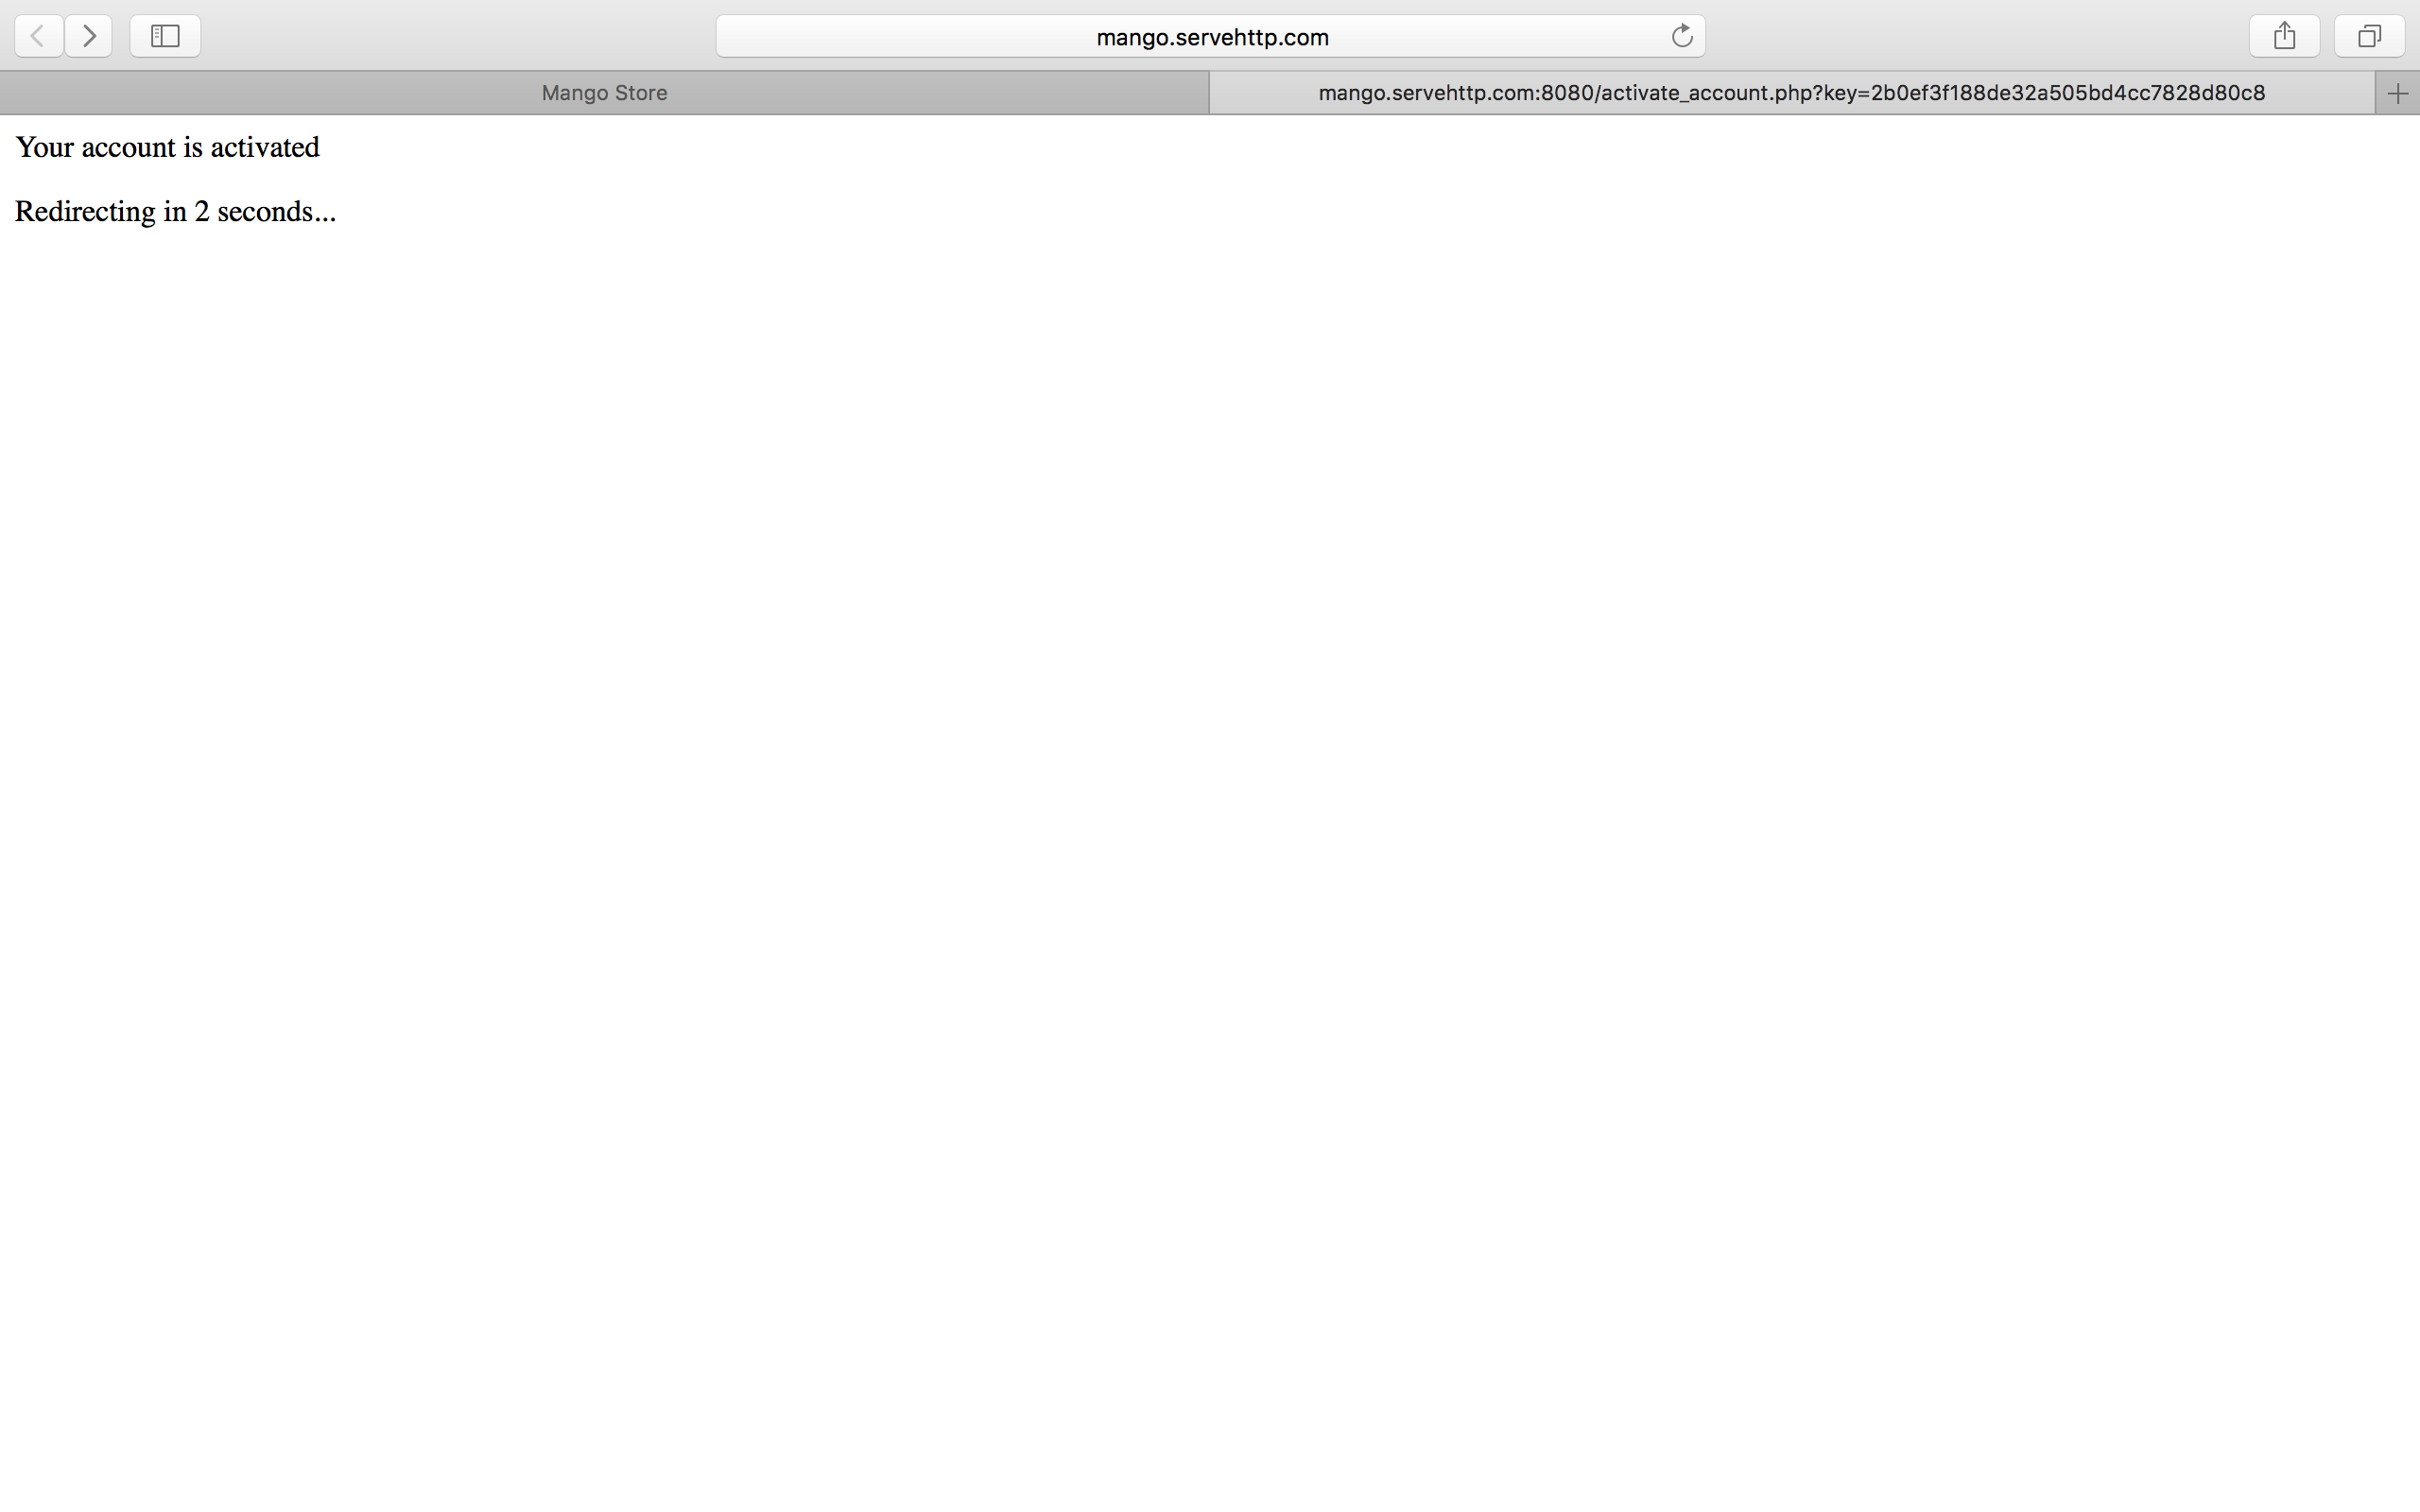 mango.servehttp.com
Mango Store
mango.servehttp.com:8080/activate_account.php?key=2b0ef3f188de32a505bd4cc7828d80c8
Your account is activated
Redirecting in 2 seconds...